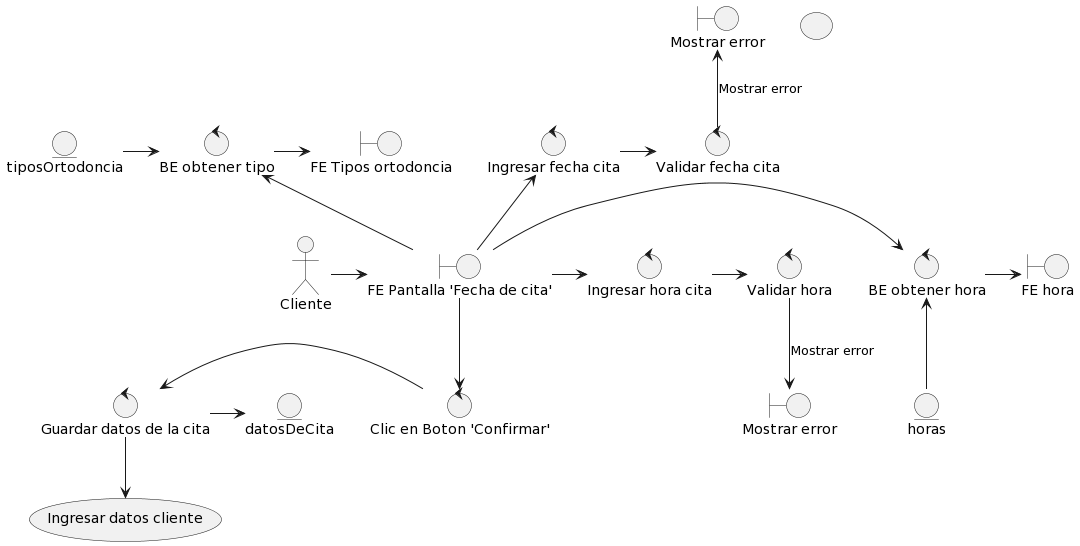 Mostrar error
Mostrar error
tiposOrtodoncia
BE obtener tipo
FE Tipos ortodoncia
Ingresar fecha cita
Validar fecha cita
Cliente
FE Pantalla 'Fecha de cita'
Ingresar hora cita
Validar hora
BE obtener hora
FE hora
Mostrar error
Guardar datos de la cita
datosDeCita
Clic en Boton 'Confirmar'
Mostrar error
horas
Ingresar datos cliente